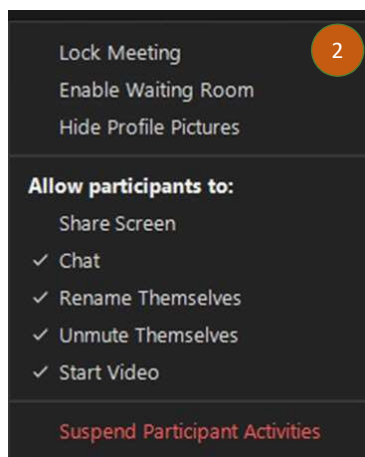 Lock Meeting
2
Enable Waiting Room
Hide Profile Pictures
Allow participants to:
Share Screen
✓ Chat
✓ Rename Themselves
✓ Unmute Themselves
✓ Start Video
Suspend Participant Activities